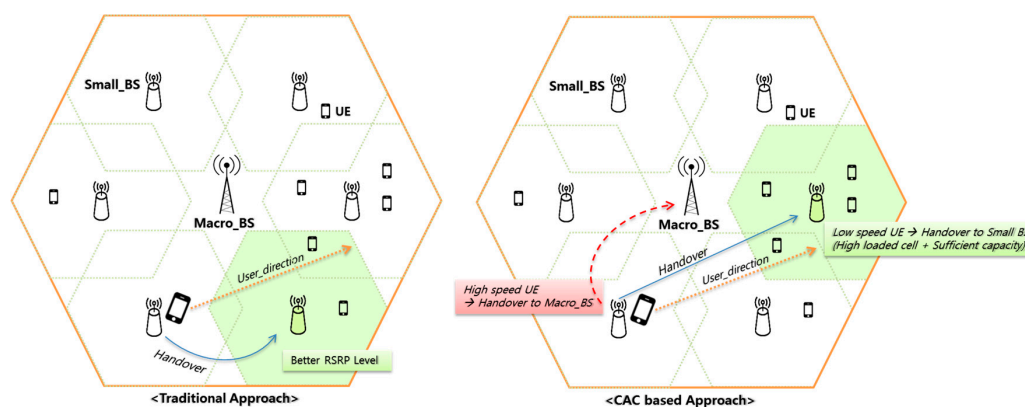 Small_BS
UE
Macro_BS
User_direction
Handover
Better RSRP Level
<Traditional Approach>
Small_BS
UE
Macro_BS
Low speed UE → Handover to Small BS
(High loaded cell + Sufficient capacity)
Handover
User_direction
High speed UE
→ Handover to Macro_BS
<CAC based Approach>